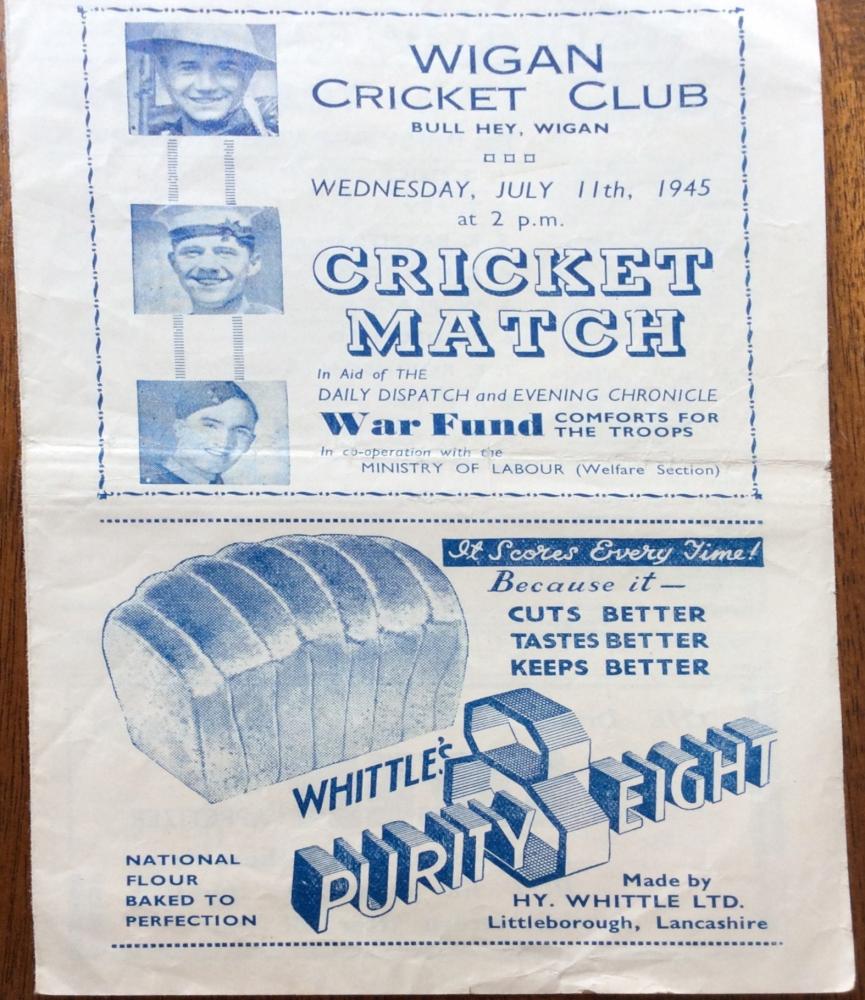 WIGAN
CRICKET CLUB
BULL HEY, WIGAN
WEDNESDAY, JULY 11th, 1945
at 2 p.m.
CRICKET
MATCH
In Aid of THE
DAILY DISPATCH and EVENING CHRONICLE
War Fund COMFORTS FOR
THE TROOPS
In co-operation with the
MINISTRY OF LABOUR (Welfare Section)
It Scores Every Time!
Because it —
CUTS BETTER
TASTES BETTER
KEEPS BETTER
WHITTLE'S
PURITY EIGHT
NATIONAL
FLOUR
BAKED TO
PERFECTION
Made by
HY. WHITTLE LTD.
Littleborough, Lancashire